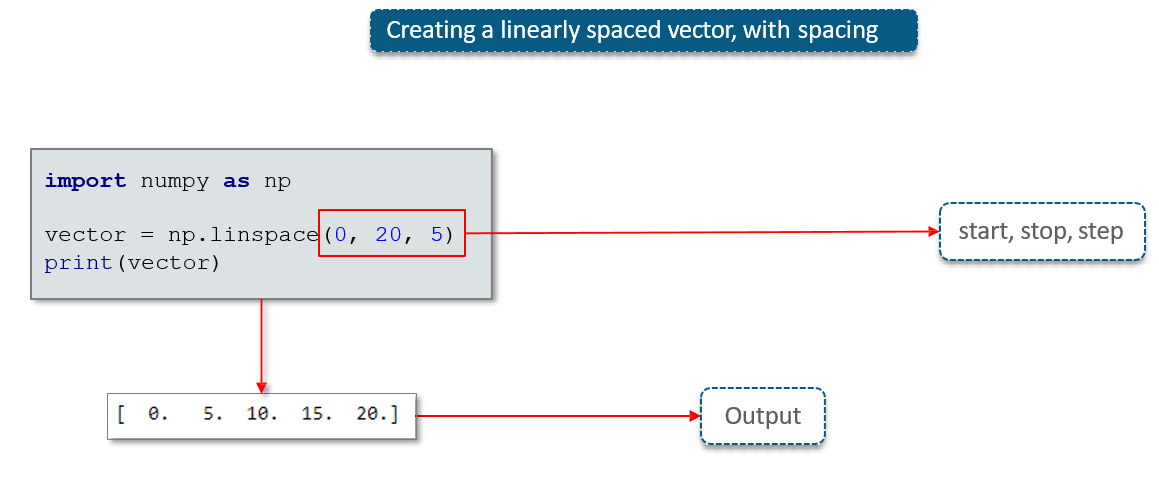 Creating a linearly spaced vector, with spacing
import numpy as np
vector = np.linspace(0, 20, 5)
print(vector)
start, stop, step
[ 0. 5. 10. 15. 20.]
Output